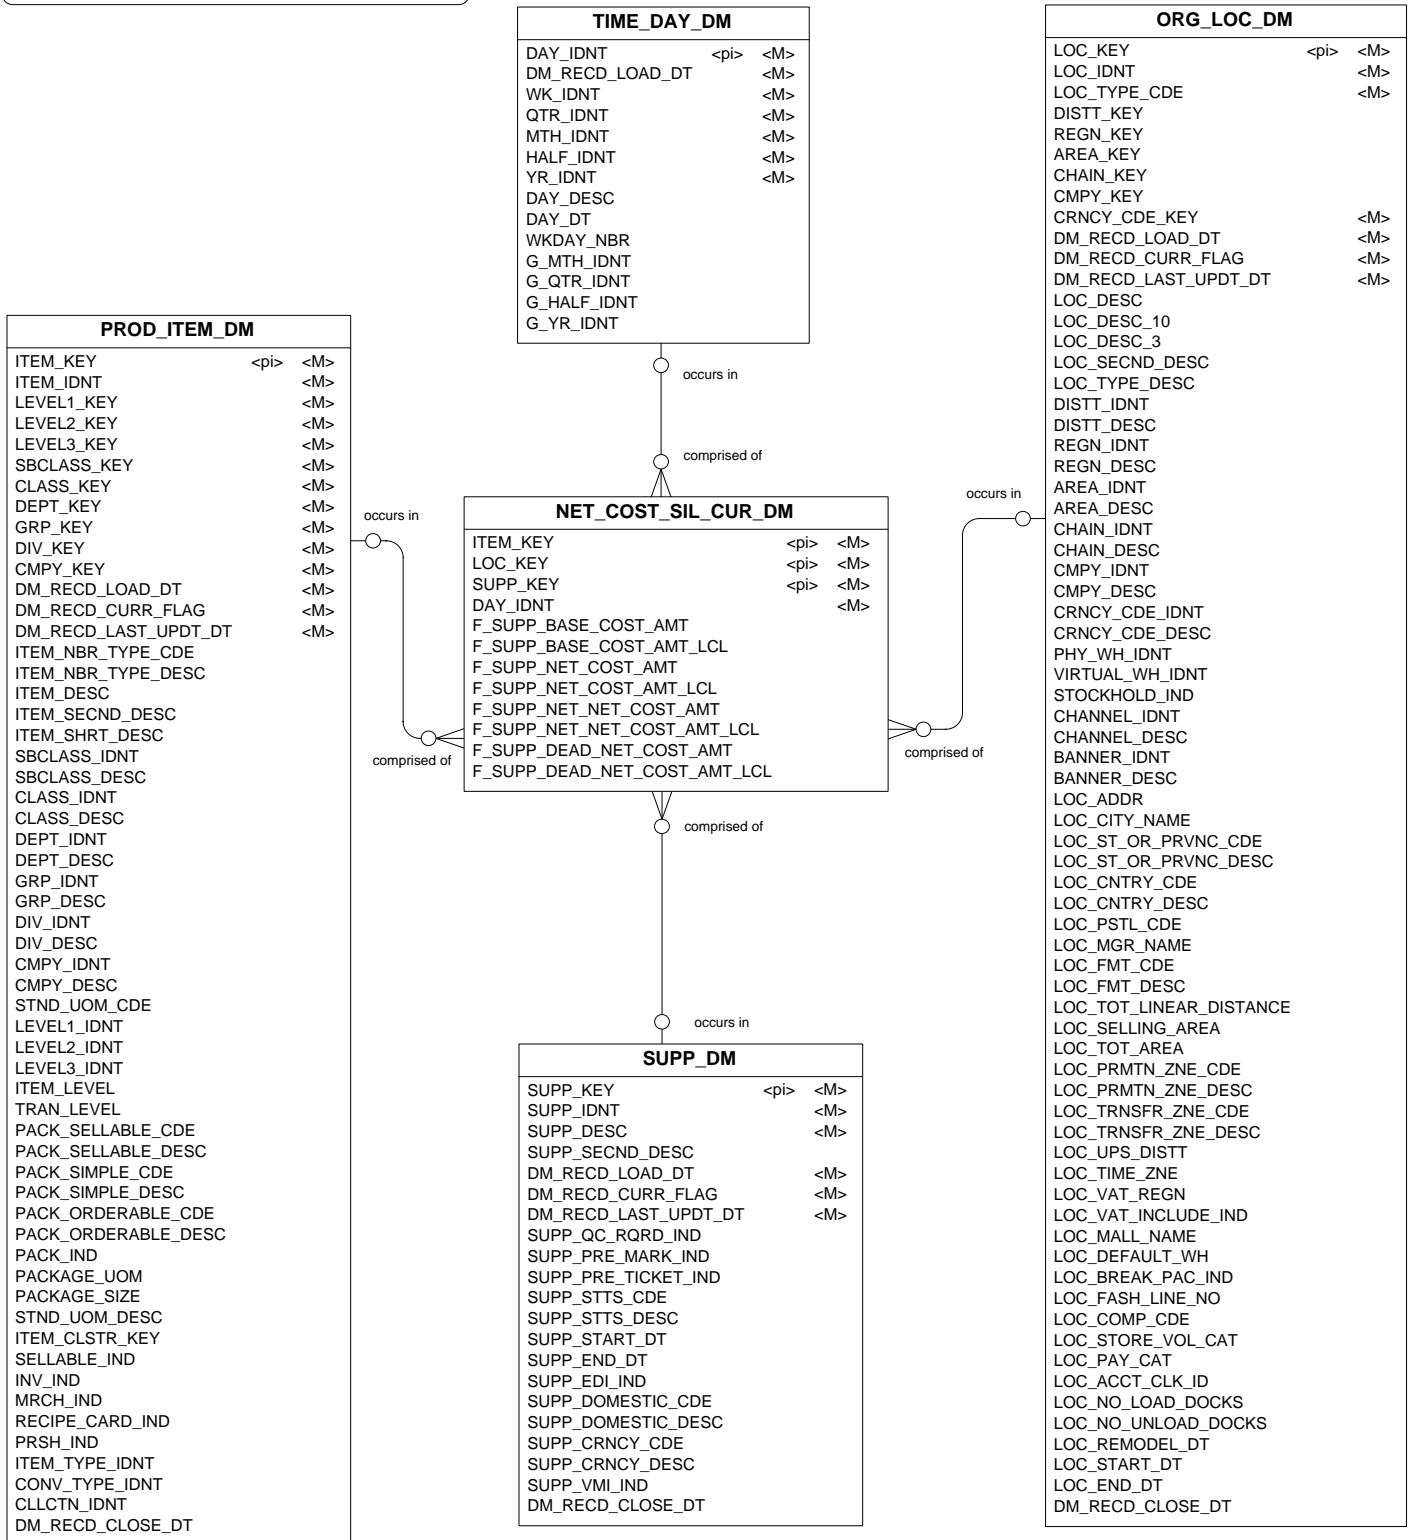 TIME_DAY_DM
DAY_IDNT <pi> <M>
DM_RECD_LOAD_DT <M>
WK_IDNT <M>
QTR_IDNT <M>
MTH_IDNT <M>
HALF_IDNT <M>
YR_IDNT <M>
DAY_DESC
DAY_DT
WKDAY_NBR
G_MTH_IDNT
G_QTR_IDNT
G_HALF_IDNT
G_YR_IDNT
occurs in
comprised of
PROD_ITEM_DM
ITEM_KEY <pi> <M>
ITEM_IDNT <M>
LEVEL1_KEY <M>
LEVEL2_KEY <M>
LEVEL3_KEY <M>
SBCLASS_KEY <M>
CLASS_KEY <M>
DEPT_KEY <M>
GRP_KEY <M>
DIV_KEY <M>
CMPY_KEY <M>
DM_RECD_LOAD_DT <M>
DM_RECD_CURR_FLAG <M>
DM_RECD_LAST_UPDT_DT <M>
ITEM_NBR_TYPE_CDE
ITEM_NBR_TYPE_DESC
ITEM_DESC
ITEM_SECND_DESC
ITEM_SHRT_DESC
SBCLASS_IDNT
SBCLASS_DESC
CLASS_IDNT
CLASS_DESC
DEPT_IDNT
DEPT_DESC
GRP_IDNT
GRP_DESC
DIV_IDNT
DIV_DESC
CMPY_IDNT
CMPY_DESC
STND_UOM_CDE
LEVEL1_IDNT
LEVEL2_IDNT
LEVEL3_IDNT
ITEM_LEVEL
TRAN_LEVEL
PACK_SELLABLE_CDE
PACK_SELLABLE_DESC
PACK_SIMPLE_CDE
PACK_SIMPLE_DESC
PACK_ORDERABLE_CDE
PACK_ORDERABLE_DESC
PACK_IND
PACKAGE_UOM
PACKAGE_SIZE
STND_UOM_DESC
ITEM_CLSTR_KEY
SELLABLE_IND
INV_IND
MRCH_IND
RECIPE_CARD_IND
PRSH_IND
ITEM_TYPE_IDNT
CONV_TYPE_IDNT
CLLCTN_IDNT
DM_RECD_CLOSE_DT
occurs in
comprised of
NET_COST_SIL_CUR_DM
ITEM_KEY <pi> <M>
LOC_KEY <pi> <M>
SUPP_KEY <pi> <M>
DAY_IDNT <M>
F_SUPP_BASE_COST_AMT
F_SUPP_BASE_COST_AMT_LCL
F_SUPP_NET_COST_AMT
F_SUPP_NET_COST_AMT_LCL
F_SUPP_NET_NET_COST_AMT
F_SUPP_NET_NET_COST_AMT_LCL
F_SUPP_DEAD_NET_COST_AMT
F_SUPP_DEAD_NET_COST_AMT_LCL
comprised of
occurs in
SUPP_DM
SUPP_KEY <pi> <M>
SUPP_IDNT <M>
SUPP_DESC <M>
SUPP_SECND_DESC
DM_RECD_LOAD_DT <M>
DM_RECD_CURR_FLAG <M>
DM_RECD_LAST_UPDT_DT <M>
SUPP_QC_RQRD_IND
SUPP_PRE_MARK_IND
SUPP_PRE_TICKET_IND
SUPP_STTS_CDE
SUPP_STTS_DESC
SUPP_START_DT
SUPP_END_DT
SUPP_EDI_IND
SUPP_DOMESTIC_CDE
SUPP_DOMESTIC_DESC
SUPP_CRNCY_CDE
SUPP_CRNCY_DESC
SUPP_VMI_IND
DM_RECD_CLOSE_DT
occurs in
comprised of
ORG_LOC_DM
LOC_KEY <pi> <M>
LOC_IDNT <M>
LOC_TYPE_CDE <M>
DISTT_KEY
REGN_KEY
AREA_KEY
CHAIN_KEY
CMPY_KEY
CRNCY_CDE_KEY <M>
DM_RECD_LOAD_DT <M>
DM_RECD_CURR_FLAG <M>
DM_RECD_LAST_UPDT_DT <M>
LOC_DESC
LOC_DESC_10
LOC_DESC_3
LOC_SECND_DESC
LOC_TYPE_DESC
DISTT_IDNT
DISTT_DESC
REGN_IDNT
REGN_DESC
AREA_IDNT
AREA_DESC
CHAIN_IDNT
CHAIN_DESC
CMPY_IDNT
CMPY_DESC
CRNCY_CDE_IDNT
CRNCY_CDE_DESC
PHY_WH_IDNT
VIRTUAL_WH_IDNT
STOCKHOLD_IND
CHANNEL_IDNT
CHANNEL_DESC
BANNER_IDNT
BANNER_DESC
LOC_ADDR
LOC_CITY_NAME
LOC_ST_OR_PRVNC_CDE
LOC_ST_OR_PRVNC_DESC
LOC_CNTRY_CDE
LOC_CNTRY_DESC
LOC_PSTL_CDE
LOC_MGR_NAME
LOC_FMT_CDE
LOC_FMT_DESC
LOC_TOT_LINEAR_DISTANCE
LOC_SELLING_AREA
LOC_TOT_AREA
LOC_PRMTN_ZNE_CDE
LOC_PRMTN_ZNE_DESC
LOC_TRNSFR_ZNE_CDE
LOC_TRNSFR_ZNE_DESC
LOC_UPS_DISTT
LOC_TIME_ZNE
LOC_VAT_REGN
LOC_VAT_INCLUDE_IND
LOC_MALL_NAME
LOC_DEFAULT_WH
LOC_BREAK_PAC_IND
LOC_FASH_LINE_NO
LOC_COMP_CDE
LOC_STORE_VOL_CAT
LOC_PAY_CAT
LOC_ACCT_CLK_ID
LOC_NO_LOAD_DOCKS
LOC_NO_UNLOAD_DOCKS
LOC_REMODEL_DT
LOC_START_DT
LOC_END_DT
DM_RECD_CLOSE_DT